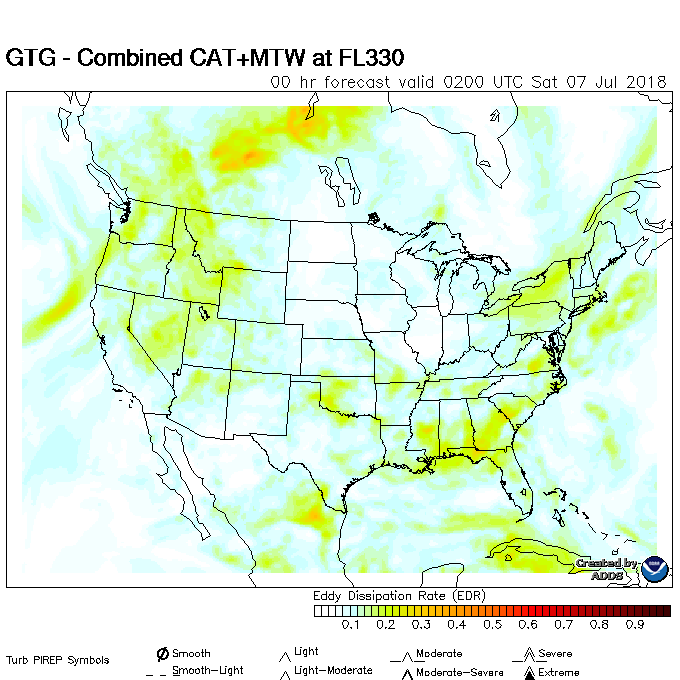 GTG - Combined CAT+MTW at FL330
00 hr forecast valid 0200 UTC Sat 07 Jul 2018
Created by
ADDS
Eddy Dissipation Rate (EDR)
0.1 0.2 0.3 0.4 0.5 0.6 0.7 0.8 0.9
Turb PIREP Symbols
Smooth Light Moderate Severe
Smooth-Light Light-Moderate Moderate-Severe Extreme